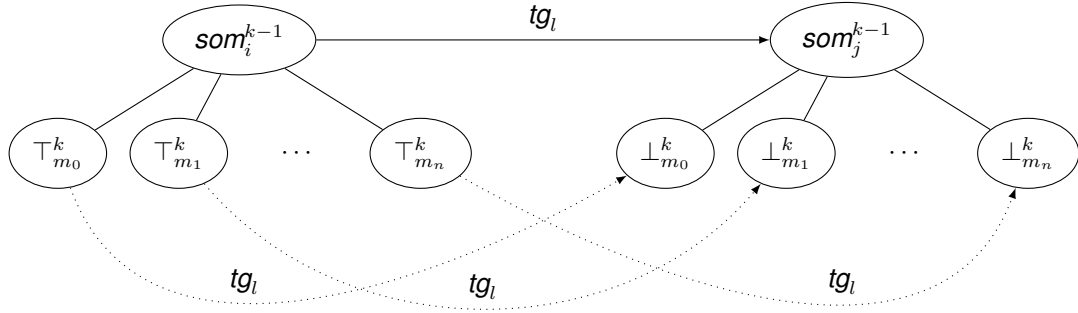 tg_l
som_i^{k−1} som_j^{k−1}
⊤_{m_0}^k ⊤_{m_1}^k ⋯ ⊤_{m_n}^k ⊥_{m_0}^k ⊥_{m_1}^k ⋯ ⊥_{m_n}^k
tg_l tg_l tg_l